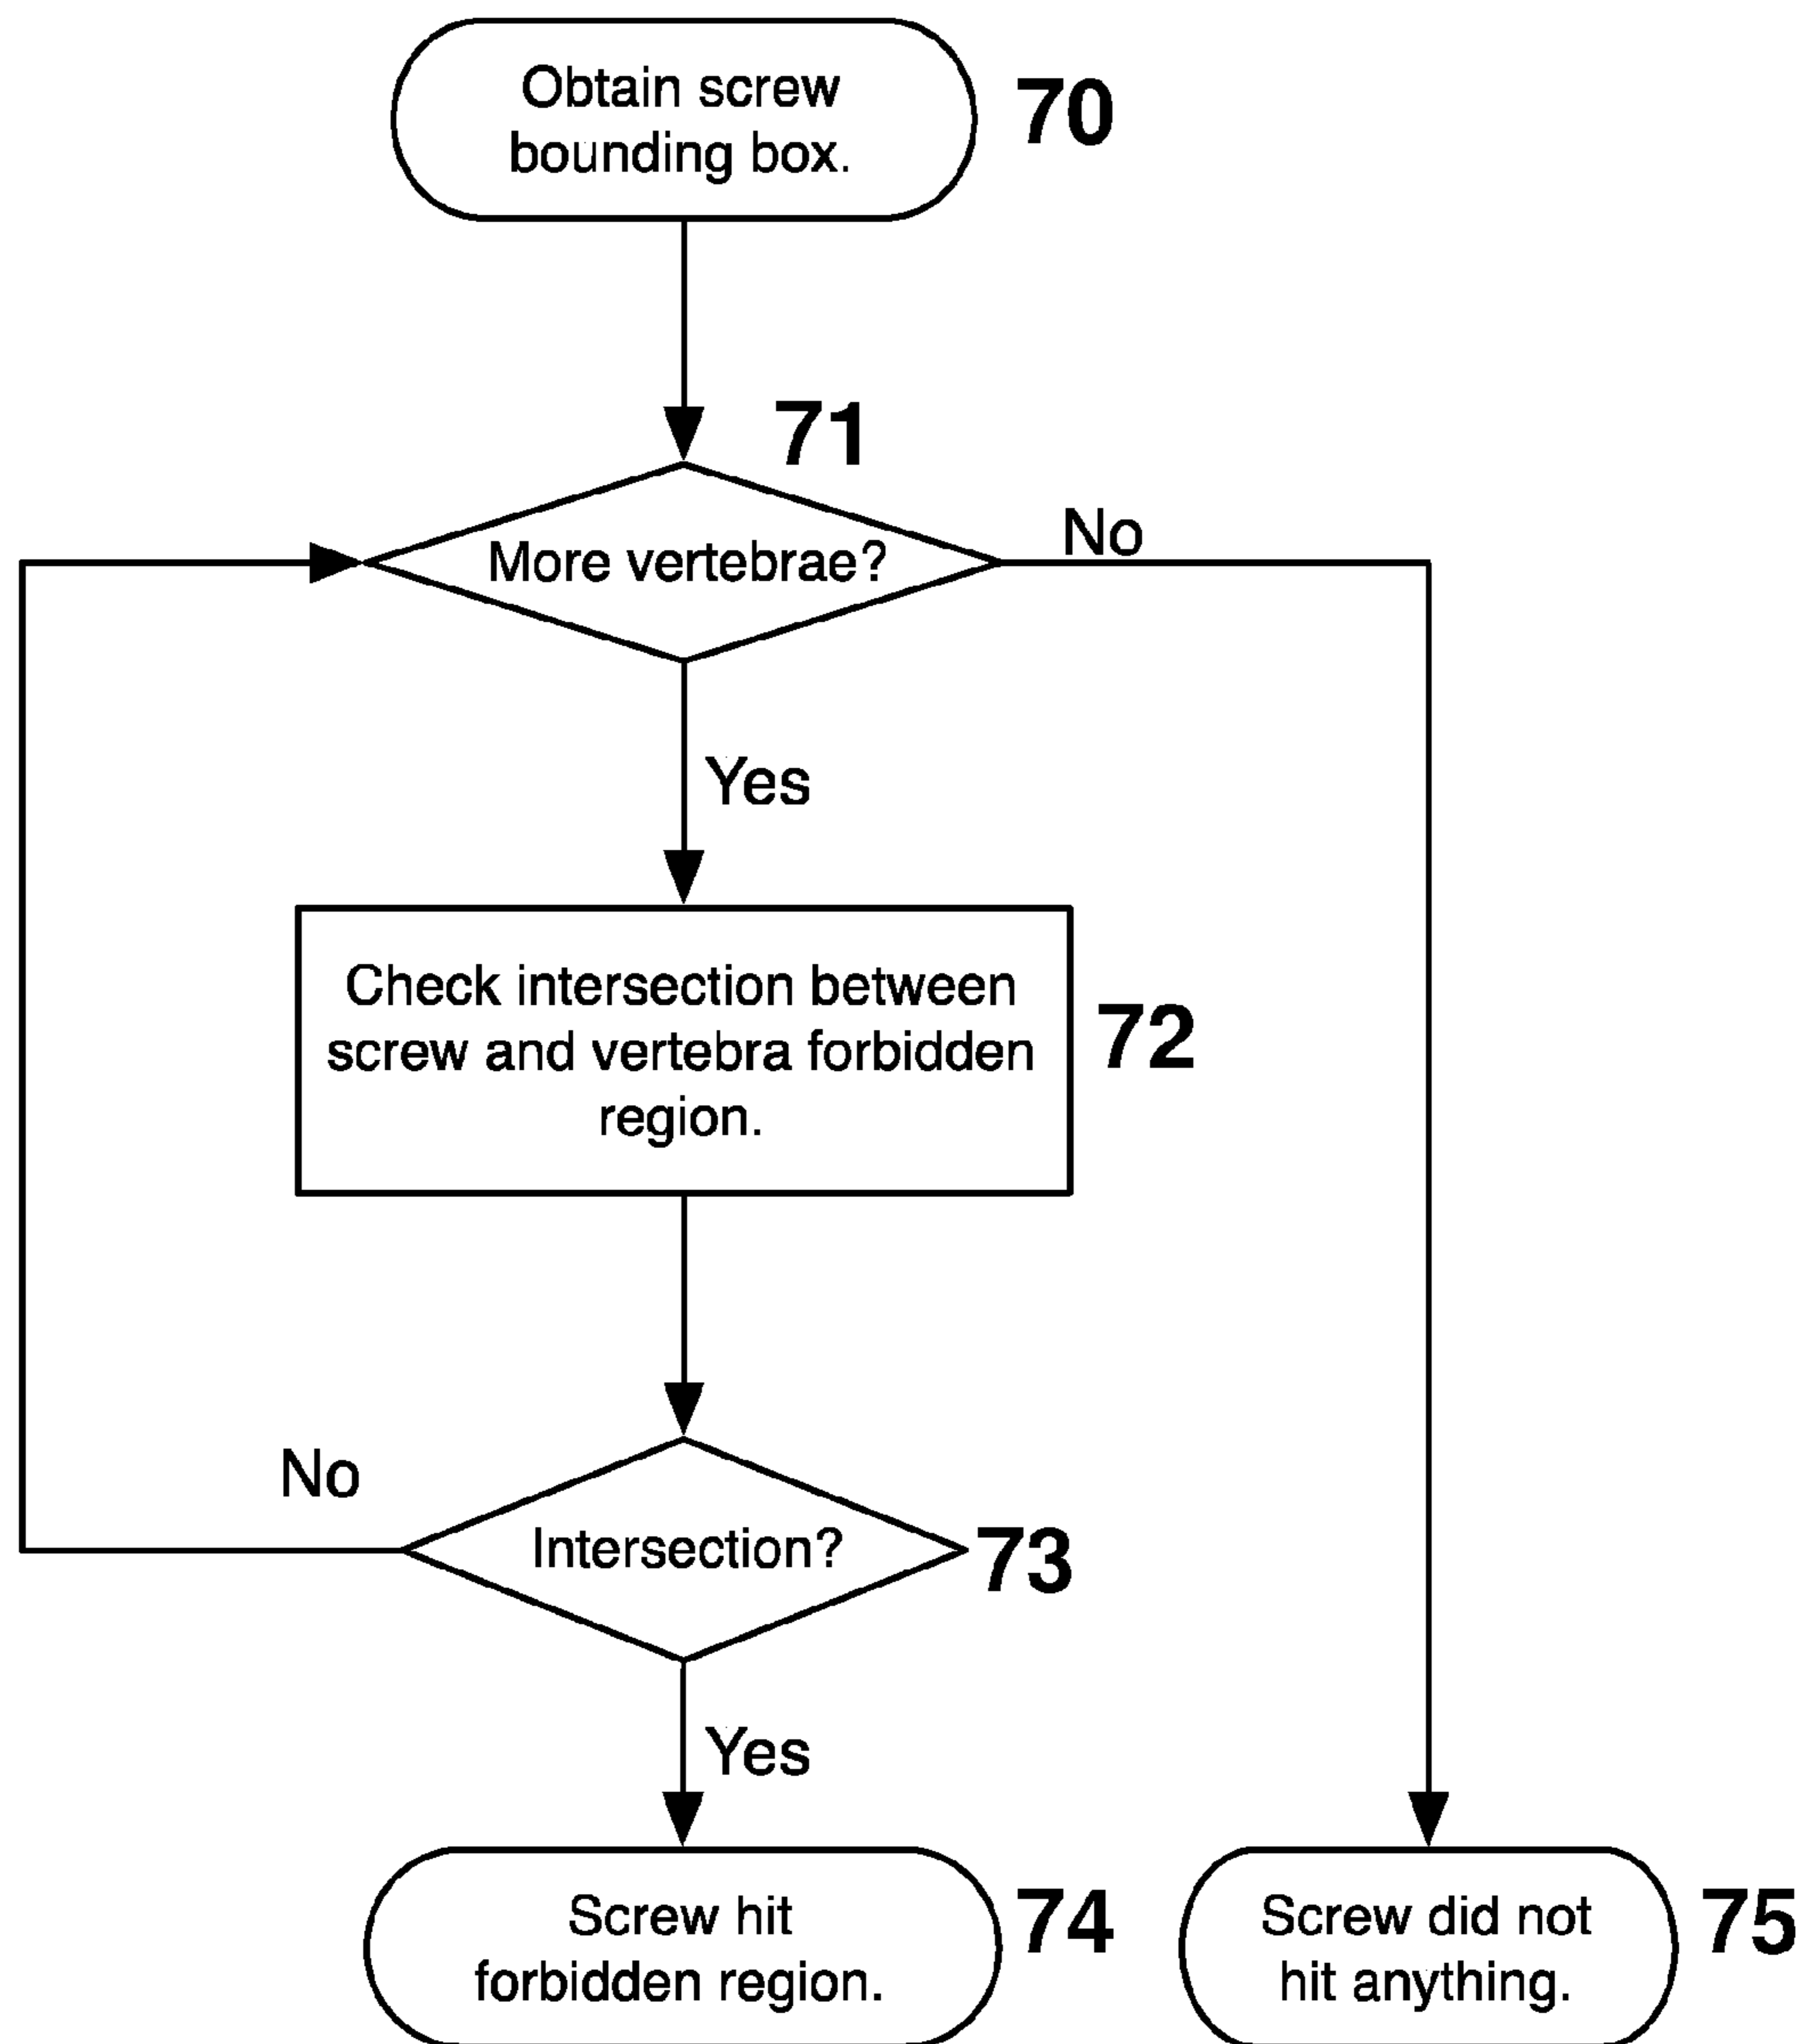 Obtain screw
bounding box.
70
71
More vertebrae?
No
Yes
Check intersection between
screw and vertebra forbidden
region.
72
No
Intersection?
73
Yes
Screw hit
forbidden region.
74
Screw did not
hit anything.
75